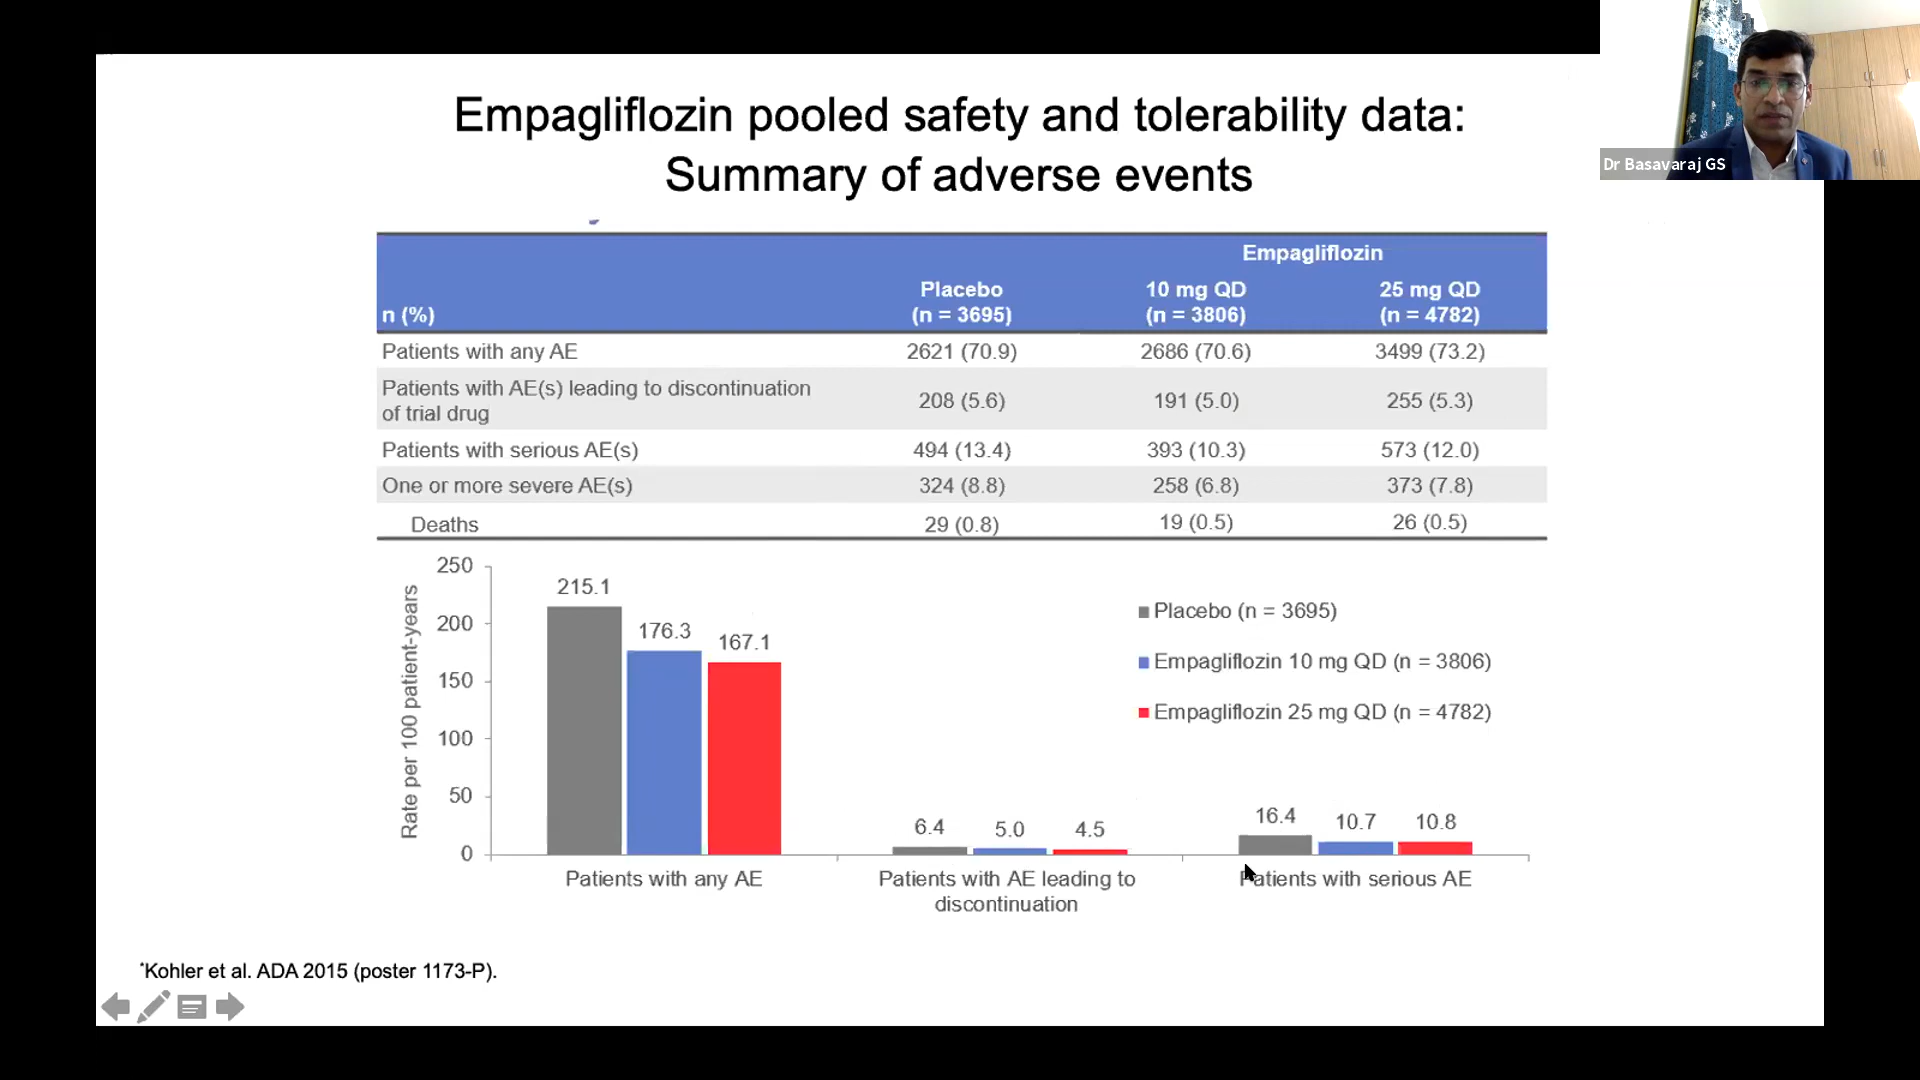 Empagliflozin pooled safety and tolerability data:
Summary of adverse events
Dr Basavaraj GS
Empagliflozin
Placebo 10 mg QD 25 mg QD
n (%) (n = 3695) (n = 3806) (n = 4782)
Patients with any AE 2621 (70.9) 2686 (70.6) 3499 (73.2)
Patients with AE(s) leading to discontinuation
of trial drug 208 (5.6) 191 (5.0) 255 (5.3)
Patients with serious AE(s) 494 (13.4) 393 (10.3) 573 (12.0)
One or more severe AE(s) 324 (8.8) 258 (6.8) 373 (7.8)
Deaths 29 (0.8) 19 (0.5) 26 (0.5)
Rate per 100 patient-years
250
200
150
100
50
0
215.1
176.3
167.1
6.4
5.0
4.5
16.4
10.7
10.8
Placebo (n = 3695)
Empagliflozin 10 mg QD (n = 3806)
Empagliflozin 25 mg QD (n = 4782)
Patients with any AE
Patients with AE leading to
discontinuation
Patients with serious AE
*Kohler et al. ADA 2015 (poster 1173-P).